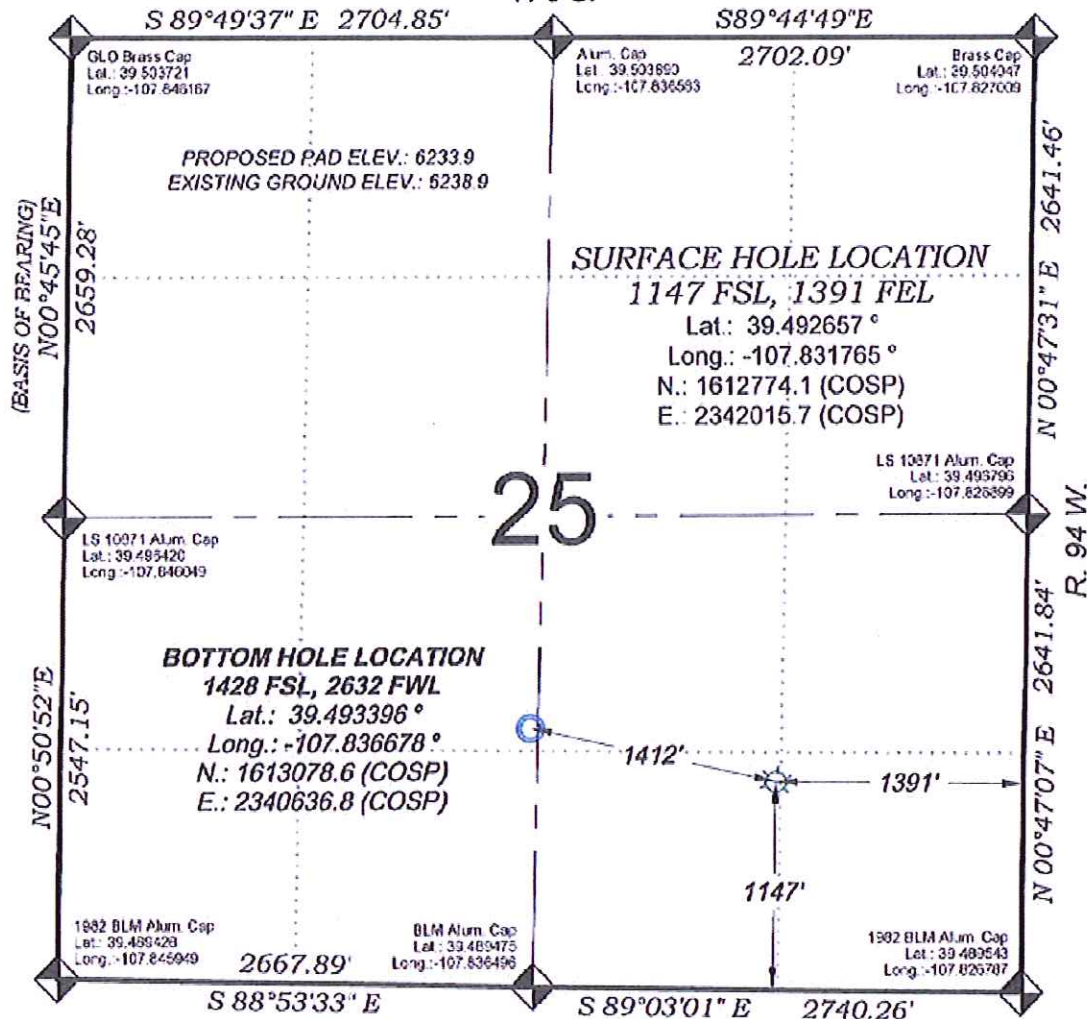 S 89°49'37" E 2704.85'
S89°44'49"E
2702.09'
GLO Brass Cap
Lat.: 39.503721
Long.:-107.846167
Alum. Cap
Lat.: 39.503690
Long.:-107.836583
Brass Cap
Lat.: 39.504047
Long.:-107.827009
PROPOSED PAD ELEV.: 6233.9
EXISTING GROUND ELEV.: 6238.9
(BASIS OF BEARING)
N00°45'45"E
2659.28'
N 00°47'31" E 2641.46'
SURFACE HOLE LOCATION
1147 FSL, 1391 FEL
Lat.: 39.492657 °
Long.: -107.831765 °
N.: 1612774.1 (COSP)
E.: 2342015.7 (COSP)
25
LS 10871 Alum. Cap
Lat.: 39.496796
Long.:-107.826899
R. 94 W.
LS 10871 Alum. Cap
Lat.: 39.496420
Long.:-107.846049
BOTTOM HOLE LOCATION
1428 FSL, 2632 FWL
Lat.: 39.493396 °
Long.: -107.836678 °
N.: 1613078.6 (COSP)
E.: 2340636.8 (COSP)
N00°50'52"E
2547.15'
1412'
1391'
1147'
N 00°47'07" E 2641.84'
1982 BLM Alum. Cap
Lat.: 39.489428
Long.:-107.845949
BLM Alum. Cap
Lat.: 39.489475
Long.:-107.836496
1982 BLM Alum. Cap
Lat.: 39.489543
Long.:-107.826787
2667.89'
S 88°53'33" E
S 89°03'01" E 2740.26'